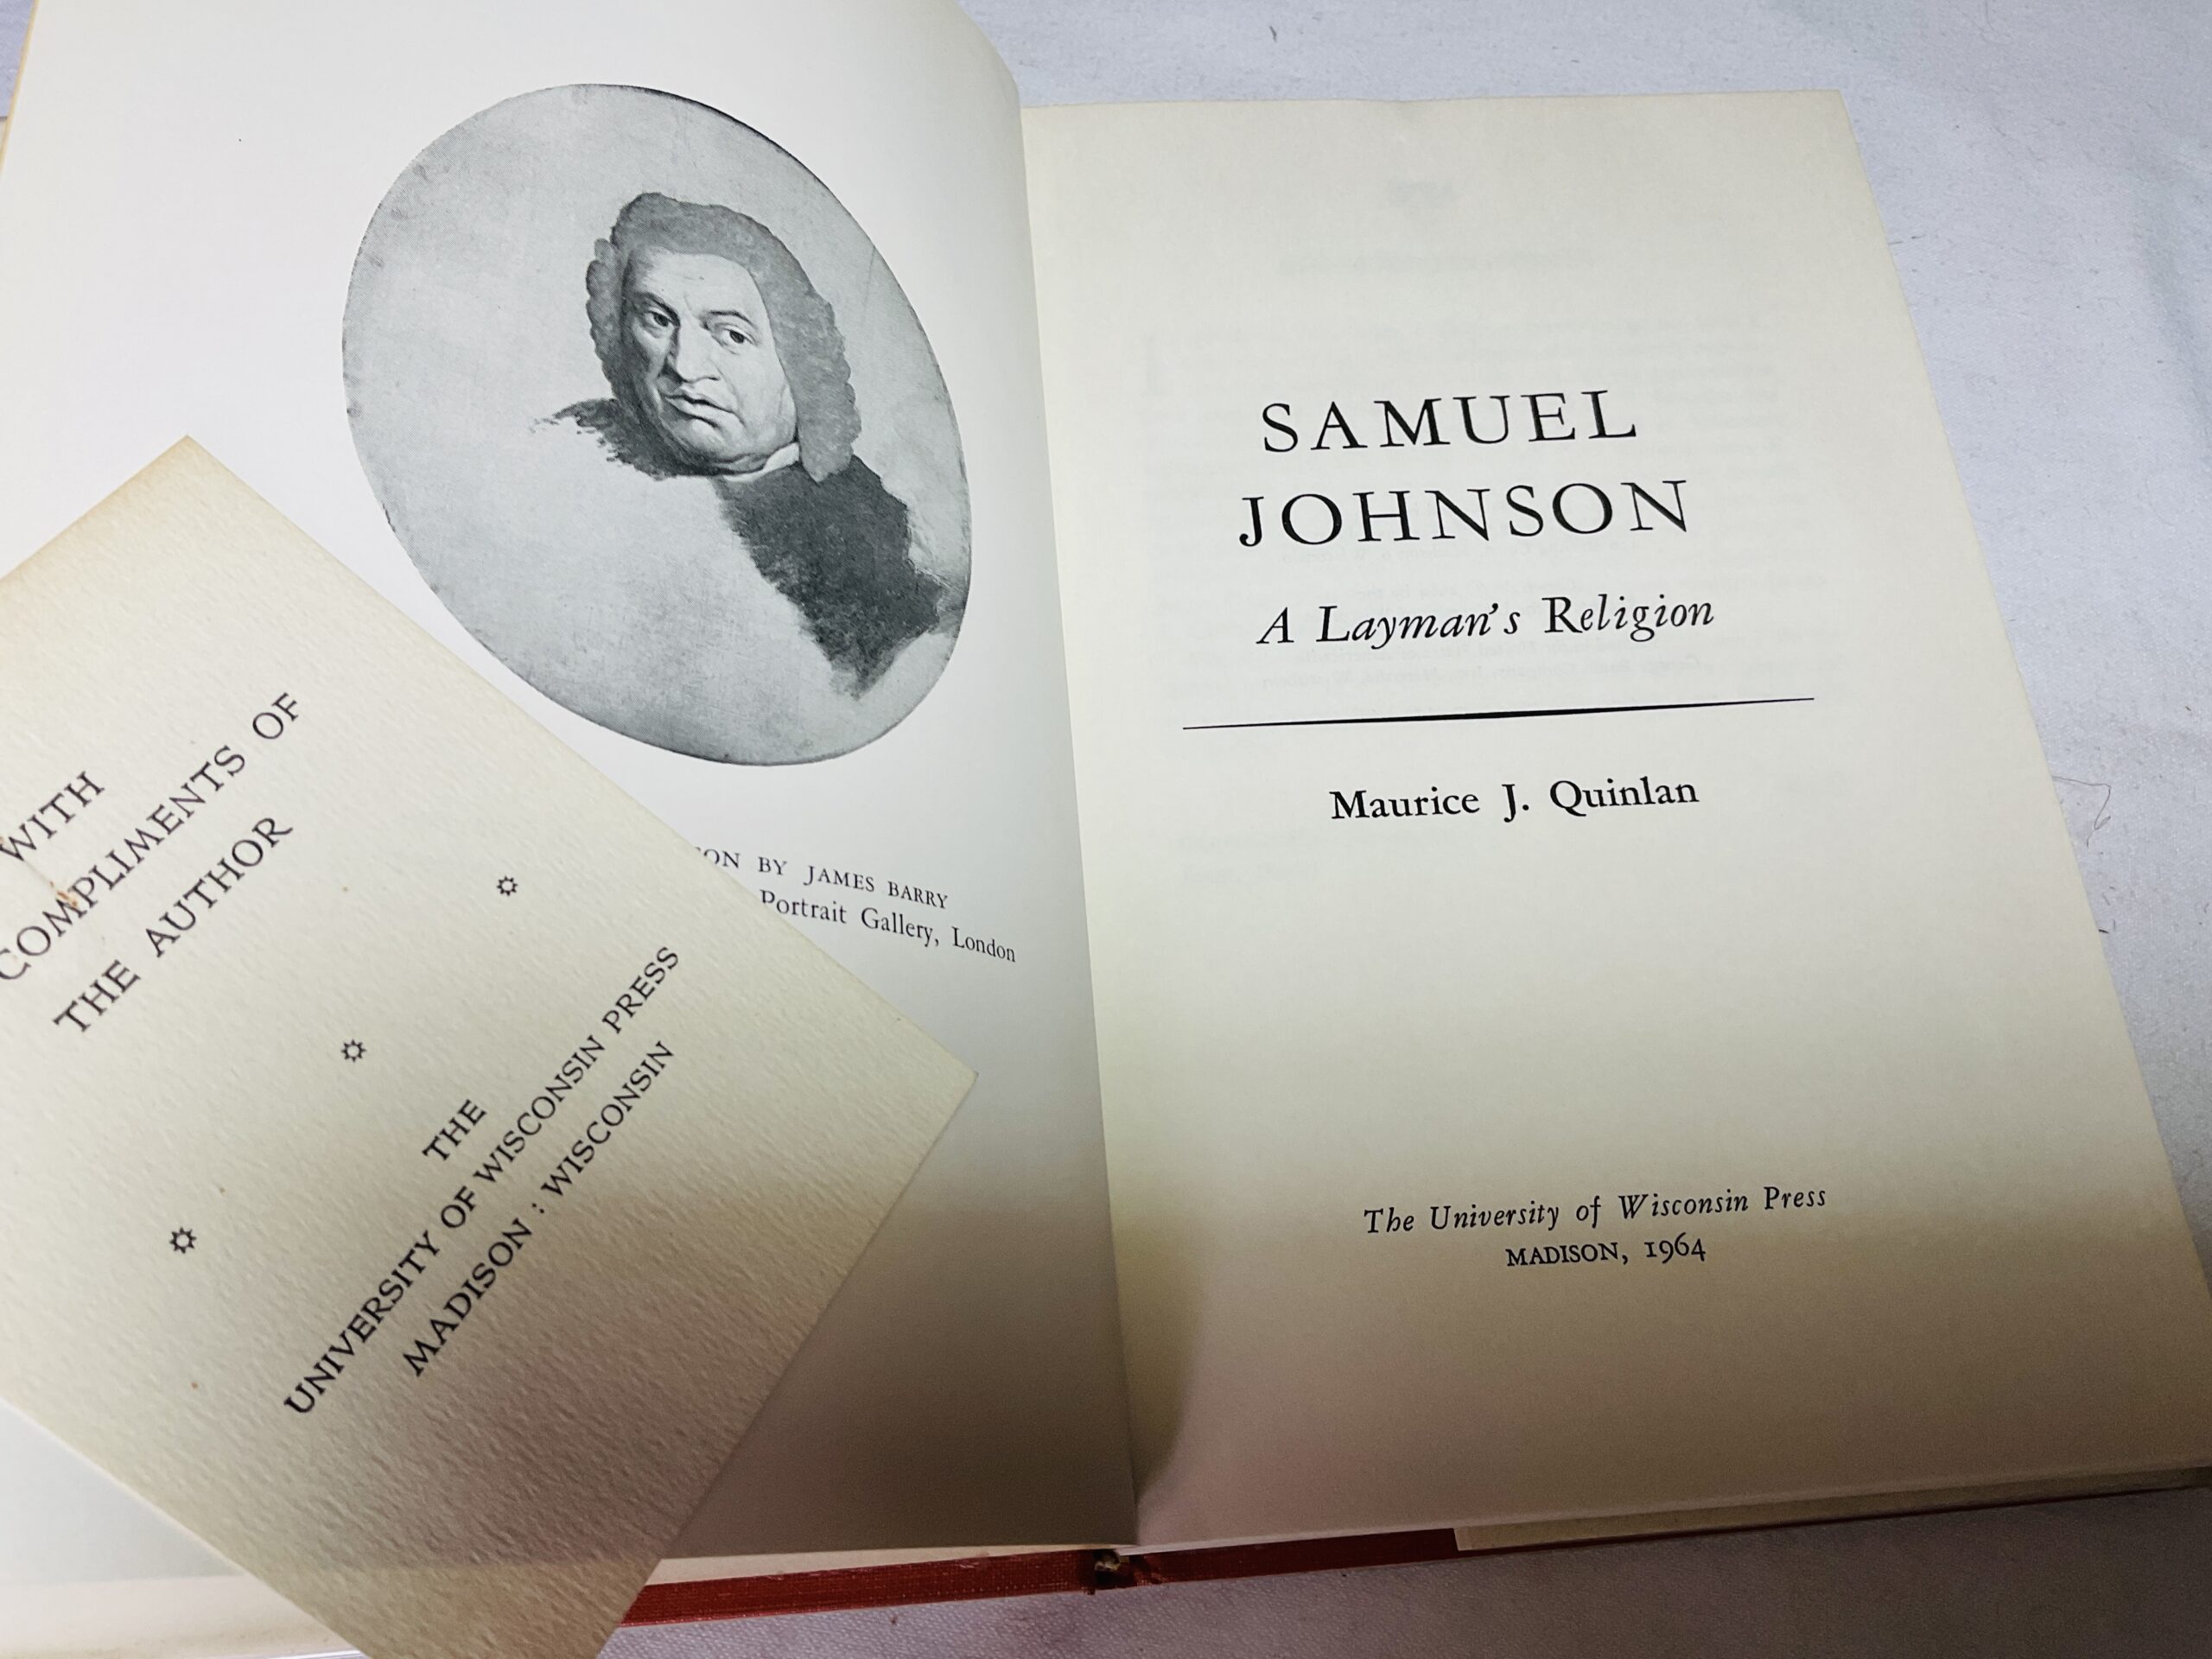 WITH
COMPLIMENTS OF
THE AUTHOR
THE
UNIVERSITY OF WISCONSIN PRESS
MADISON : WISCONSIN
BY JAMES BARRY
Portrait Gallery, London
SAMUEL
JOHNSON
A Layman's Religion
Maurice J. Quinlan
The University of Wisconsin Press
MADISON, 1964